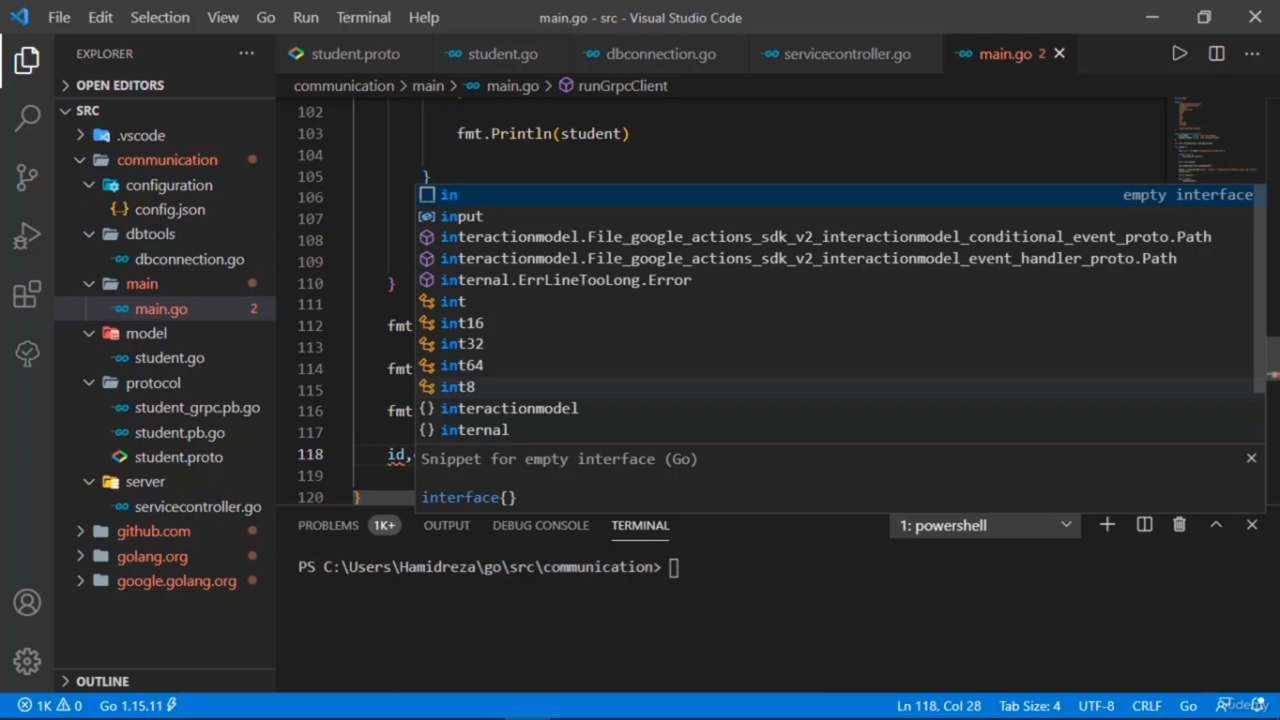 File Edit Selection View Go Run Terminal Help main.go - src - Visual Studio Code
EXPLORER
student.proto student.go dbconnection.go servicecontroller.go main.go 2
OPEN EDITORS
communication > main > main.go > runGrpcClient
SRC
.vscode
communication
configuration
config.json
dbtools
dbconnection.go
main
main.go 2
model
student.go
protocol
student_grpc.pb.go
student.pb.go
student.proto
server
servicecontroller.go
github.com
golang.org
google.golang.org
OUTLINE
102
103 fmt.Println(student)
104
105 }
106
107
108
109
110 }
111
112 fmt
113
114 fmt
115
116 fmt
117
118 id,
119
120 }
in empty interface
input
interactionmodel.File_google_actions_sdk_v2_interactionmodel_conditional_event_proto.Path
interactionmodel.File_google_actions_sdk_v2_interactionmodel_event_handler_proto.Path
internal.ErrLineTooLong.Error
int
int16
int32
int64
int8
{} interactionmodel
{} internal
Snippet for empty interface (Go)
interface{}
PROBLEMS 1K+ OUTPUT DEBUG CONSOLE TERMINAL 1: powershell
PS C:\Users\Hamidreza\go\src\communication>
1K 0 Go 1.15.11 Ln 118, Col 28 Tab Size: 4 UTF-8 CRLF Go